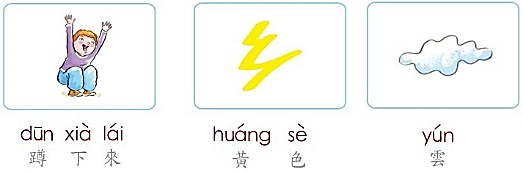 dūn xià lái huáng sè yún
蹲 下 來 黃 色 雲